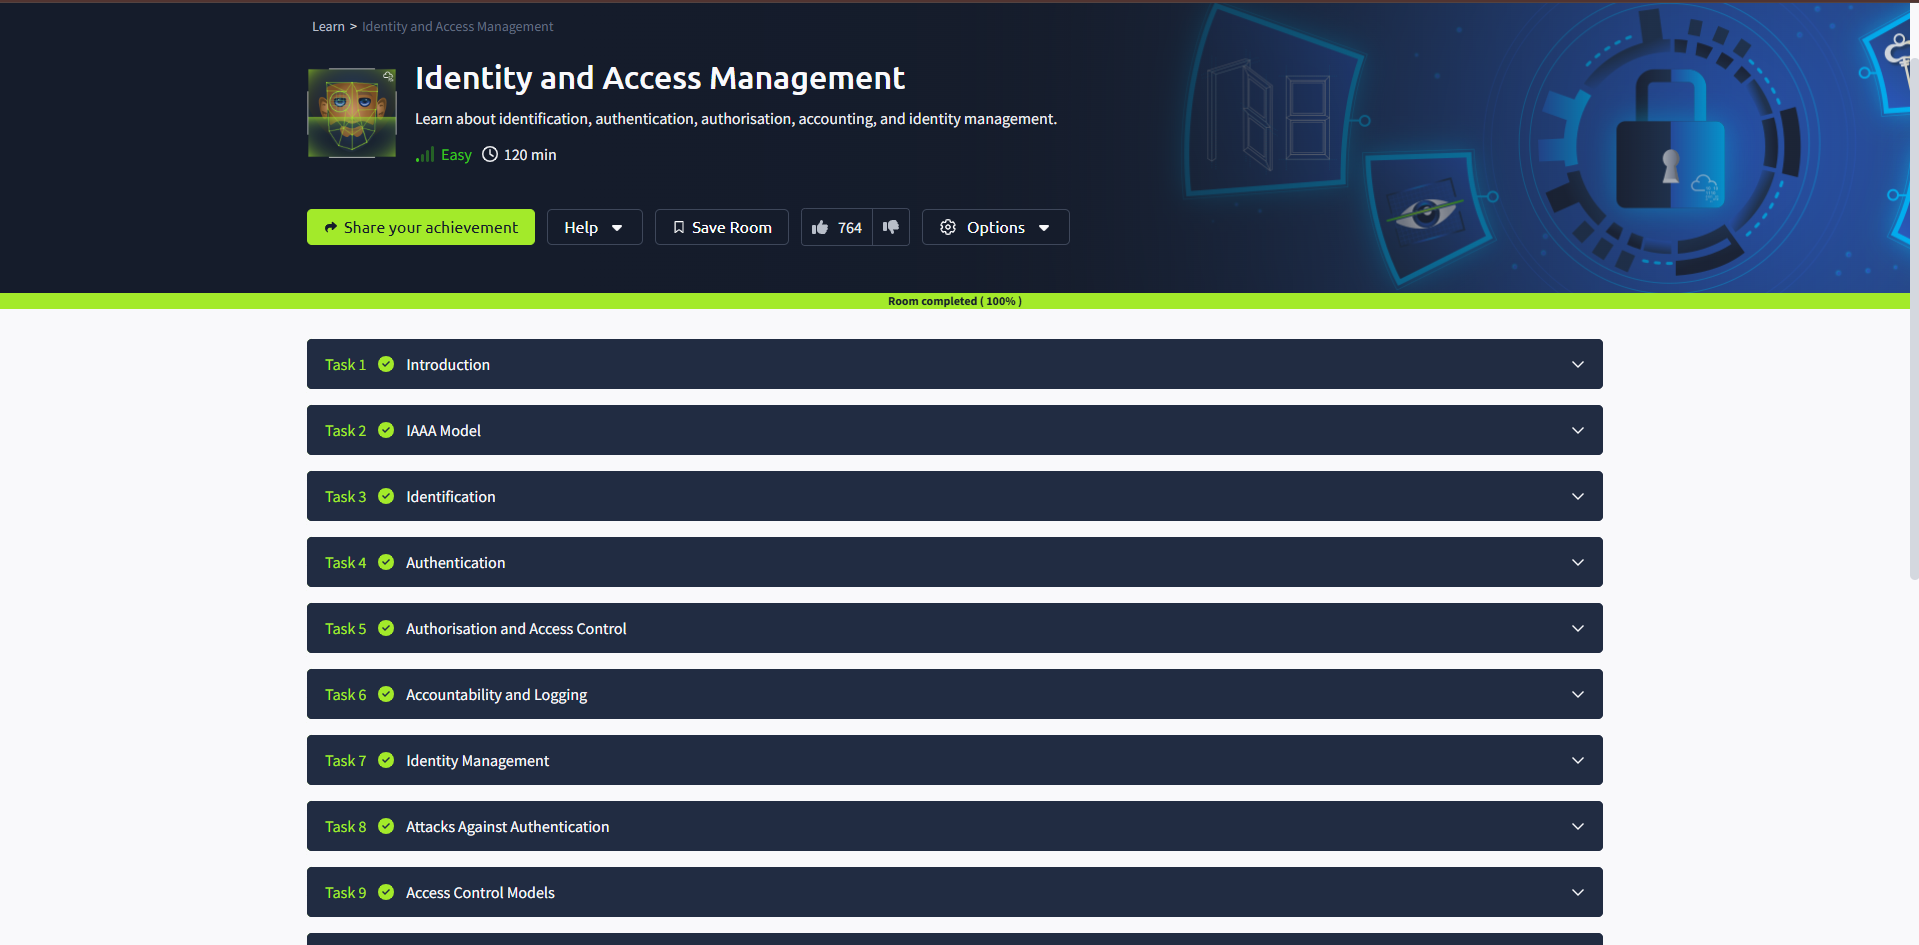 Learn > Identity and Access Management
Identity and Access Management
Learn about identification, authentication, authorisation, accounting, and identity management.
Easy 120 min
Share your achievement Help Save Room 764 Options
Room completed ( 100% )
Task 1 Introduction
Task 2 IAAA Model
Task 3 Identification
Task 4 Authentication
Task 5 Authorisation and Access Control
Task 6 Accountability and Logging
Task 7 Identity Management
Task 8 Attacks Against Authentication
Task 9 Access Control Models